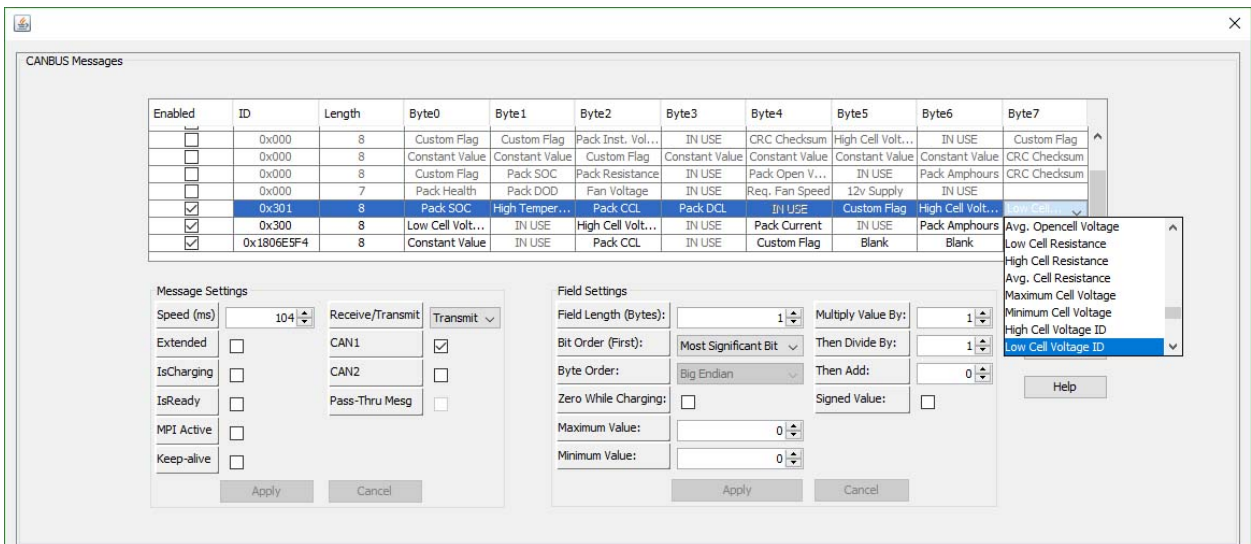 CANBUS Messages
Enabled ID Length Byte0 Byte1 Byte2 Byte3 Byte4 Byte5 Byte6 Byte7
0x000 8 Custom Flag Custom Flag Pack Inst. Vol... IN USE CRC Checksum High Cell Volt... IN USE Custom Flag
0x000 8 Constant Value Constant Value Custom Flag Constant Value Constant Value Constant Value Constant Value CRC Checksum
0x000 8 Custom Flag Pack SOC Pack Resistance IN USE Pack Open V... IN USE Pack Amphours CRC Checksum
0x000 7 Pack Health Pack DOD Fan Voltage IN USE Req. Fan Speed 12v Supply IN USE
0x301 8 Pack SOC High Temper... Pack CCL Pack DCL IN USE Custom Flag High Cell Volt... Low Cell...
0x300 8 Low Cell Volt... IN USE High Cell Volt... IN USE Pack Current IN USE Pack Amphours
0x1806E5F4 8 Constant Value IN USE Pack CCL IN USE Custom Flag Blank Blank
Avg. Opencell Voltage
Low Cell Resistance
High Cell Resistance
Avg. Cell Resistance
Maximum Cell Voltage
Minimum Cell Voltage
High Cell Voltage ID
Low Cell Voltage ID
Message Settings
Speed (ms) 104 Receive/Transmit Transmit
Extended CAN1
IsCharging CAN2
IsReady Pass-Thru Mesg
MPI Active
Keep-alive
Apply Cancel
Field Settings
Field Length (Bytes): 1 Multiply Value By: 1
Bit Order (First): Most Significant Bit Then Divide By: 1
Byte Order: Big Endian Then Add: 0
Zero While Charging: Signed Value:
Maximum Value: 0
Minimum Value: 0
Apply Cancel
Help